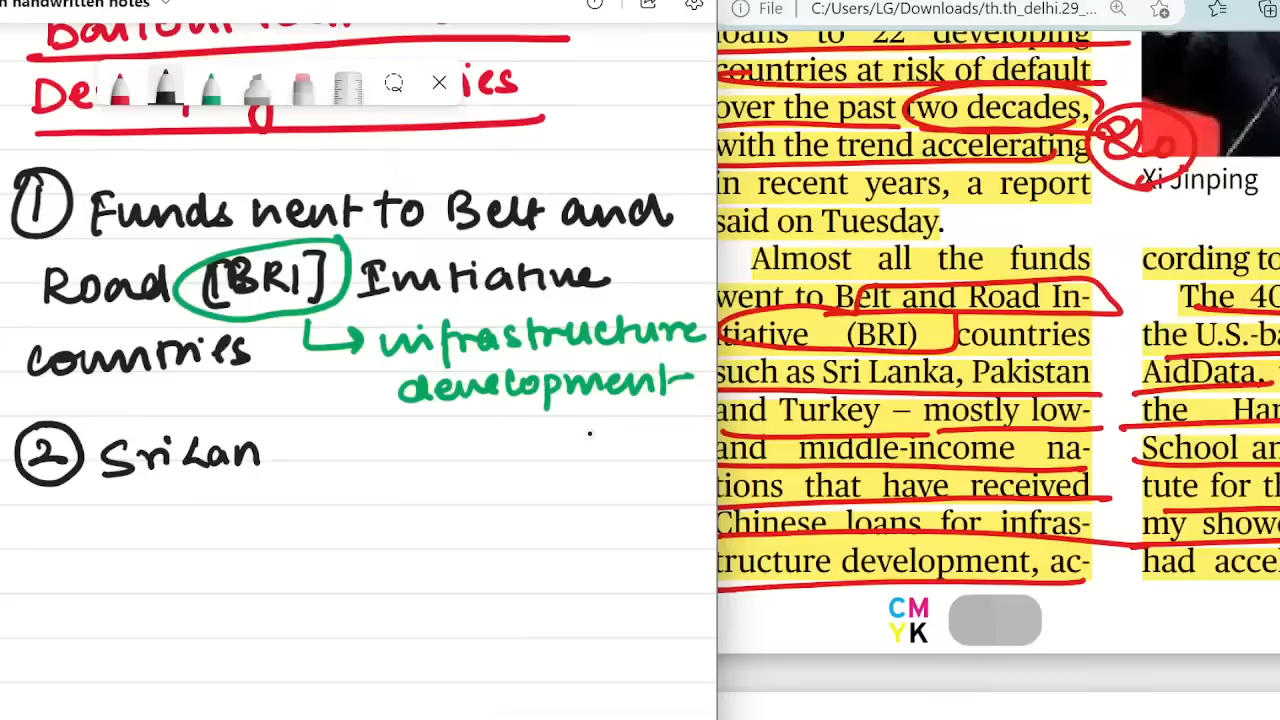 handwritten notes
File
C:/Users/LG/Downloads/th.th_delhi.29_...
ies
① Funds went to Belt and
Road [BRI] Initiative
countries
infrastructure
development
② Sri Lan
loans to 22 developing
countries at risk of default
over the past two decades,
with the trend accelerating
in recent years, a report
said on Tuesday.
Almost all the funds
went to Belt and Road In-
itiative (BRI) countries
such as Sri Lanka, Pakistan
and Turkey – mostly low-
and middle-income na-
tions that have received
Chinese loans for infras-
tructure development, ac-
CM
YK
Xi Jinping
cording to
The 40
the U.S.-ba
AidData,
the Har
School an
tute for th
my show
had accel